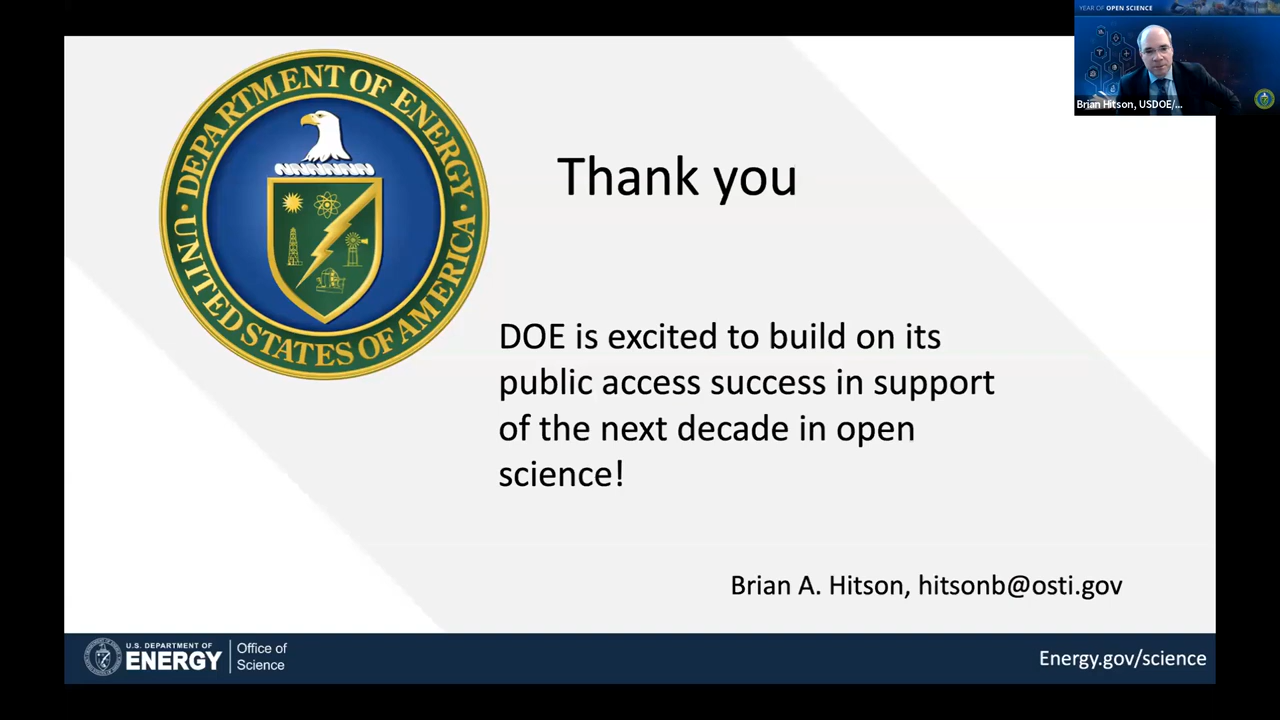 YEAR OF OPEN SCIENCE
Brian Hitson, USDOE/...
DEPARTMENT OF ENERGY
UNITED STATES OF AMERICA
Thank you
DOE is excited to build on its
public access success in support
of the next decade in open
science!
Brian A. Hitson, hitsonb@osti.gov
U.S. DEPARTMENT OF
ENERGY
Office of
Science
Energy.gov/science